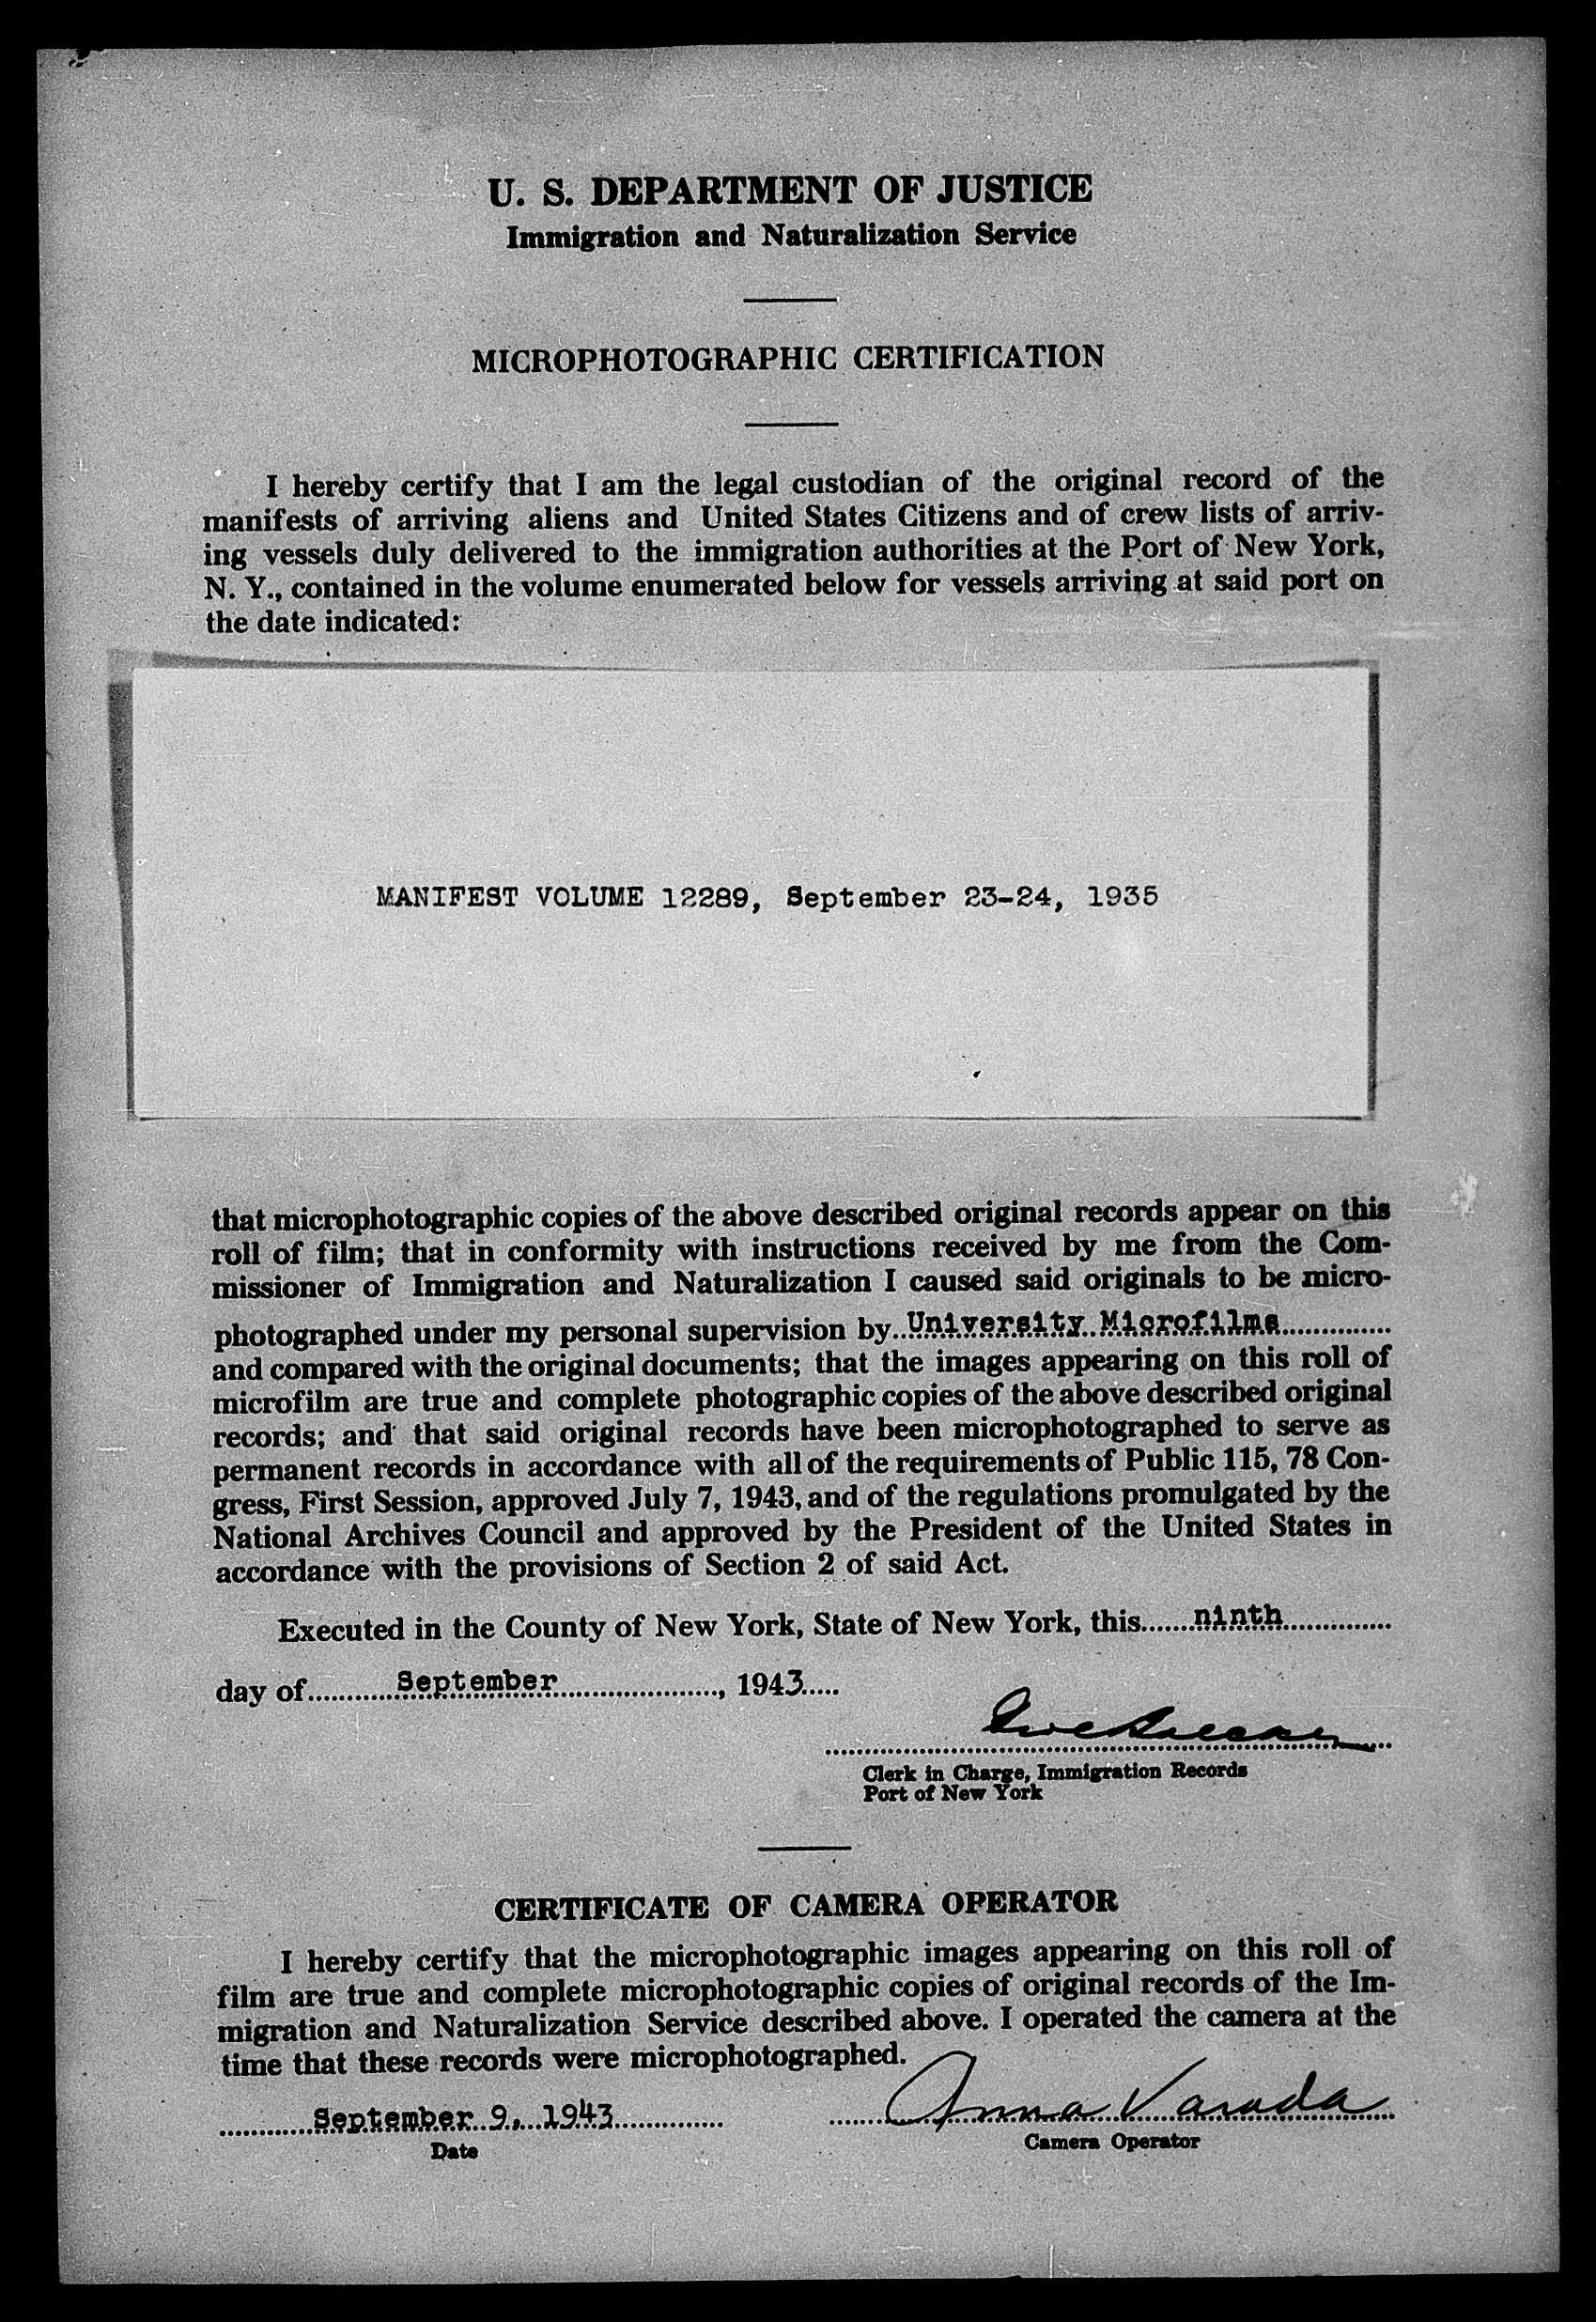 U. S. DEPARTMENT OF JUSTICE
Immigration and Naturalization Service
MICROPHOTOGRAPHIC CERTIFICATION
I hereby certify that I am the legal custodian of the original record of the
manifests of arriving aliens and United States Citizens and of crew lists of arriv-
ing vessels duly delivered to the immigration authorities at the Port of New York,
N. Y., contained in the volume enumerated below for vessels arriving at said port on
the date indicated:
MANIFEST VOLUME 12289, September 23-24, 1935
that microphotographic copies of the above described original records appear on this
roll of film; that in conformity with instructions received by me from the Com-
missioner of Immigration and Naturalization I caused said originals to be micro-
photographed under my personal supervision by University Microfilms
and compared with the original documents; that the images appearing on this roll of
microfilm are true and complete photographic copies of the above described original
records; and that said original records have been microphotographed to serve as
permanent records in accordance with all of the requirements of Public 115, 78 Con-
gress, First Session, approved July 7, 1943, and of the regulations promulgated by the
National Archives Council and approved by the President of the United States in
accordance with the provisions of Section 2 of said Act.
Executed in the County of New York, State of New York, this ninth
day of September, 1943
Clerk in Charge, Immigration Records
Port of New York
CERTIFICATE OF CAMERA OPERATOR
I hereby certify that the microphotographic images appearing on this roll of
film are true and complete microphotographic copies of original records of the Im-
migration and Naturalization Service described above. I operated the camera at the
time that these records were microphotographed.
September 9, 1943 Anna Varada
Date Camera Operator